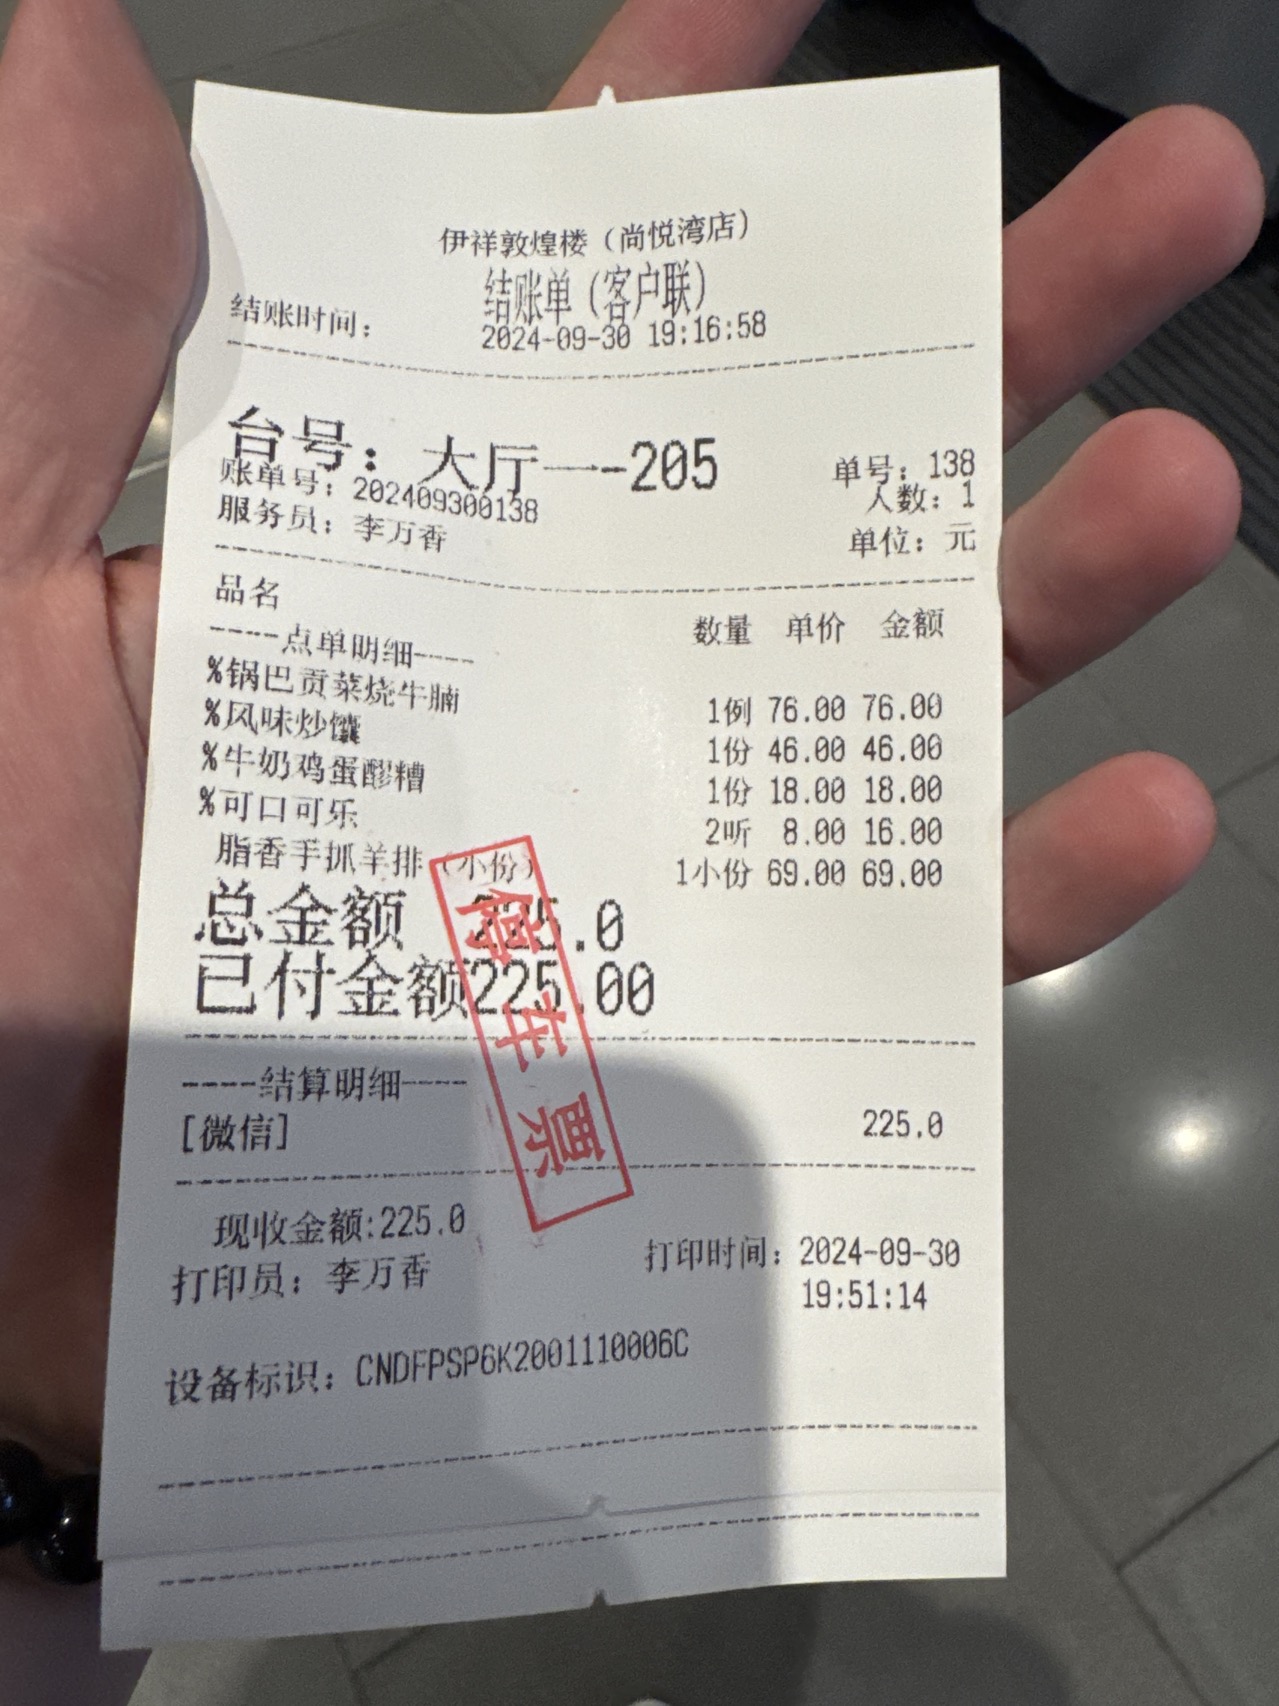 伊祥敦煌楼（尚悦湾店）
结账单（客户联）
结账时间： 2024-09-30 19:16:58
台号：大厅一--205 单号：138
账单号：202409300138 人数：1
服务员：李万香 单位：元
品名 数量 单价 金额
----点单明细----
%锅巴贡菜烧牛腩 1例 76.00 76.00
%风味炒馕 1份 46.00 46.00
%牛奶鸡蛋醪糟 1份 18.00 18.00
%可口可乐 2听 8.00 16.00
脂香手抓羊排（小份） 1小份 69.00 69.00
总金额 225.0
已付金额225.00
停车票
----结算明细----
[微信] 225.0
现收金额:225.0
打印员：李万香 打印时间：2024-09-30
19:51:14
设备标识：CNDFPSP6K2001110006C